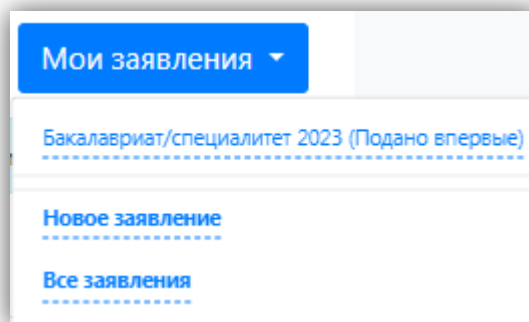 Мои заявления
Бакалавриат/специалитет 2023 (Подано впервые)
Новое заявление
Все заявления